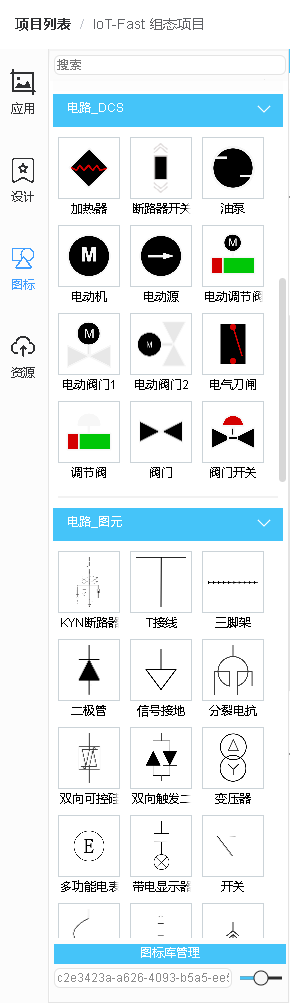 项目列表 / IoT-Fast 组态项目
搜索
应用
设计
图标
资源
电路_DCS
加热器 断路器开关 油泵
M
电动机 电动源 电动调节阀
M
M
M
电动阀门1 电动阀门2 电气刀闸
调节阀 阀门 阀门开关
电路_图元
KYN断路器 T接线 三脚架
二极管 信号接地 分裂电抗
双向可控硅 双向触发二 变压器
E
多功能电表 带电显示器 开关
图标库管理
c2e3423a-a626-4093-b5a5-ee5